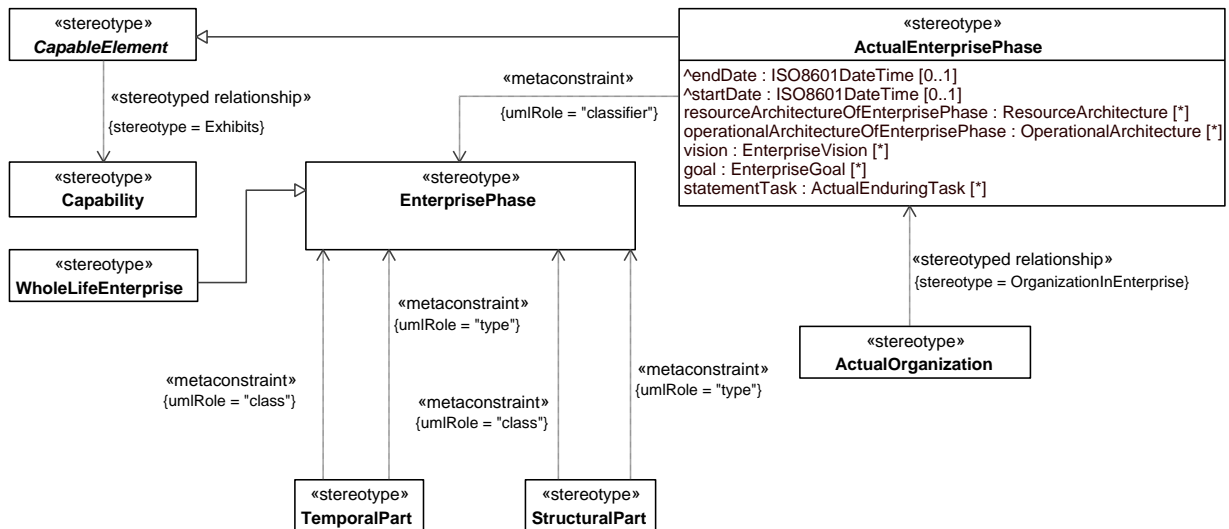 «stereotype»
CapableElement
«stereotype»
ActualEnterprisePhase
^endDate : ISO8601DateTime [0..1]
^startDate : ISO8601DateTime [0..1]
resourceArchitectureOfEnterprisePhase : ResourceArchitecture [*]
operationalArchitectureOfEnterprisePhase : OperationalArchitecture [*]
vision : EnterpriseVision [*]
goal : EnterpriseGoal [*]
statementTask : ActualEnduringTask [*]
«metaconstraint»
{umlRole = "classifier"}
«stereotyped relationship»
{stereotype = Exhibits}
«stereotype»
Capability
«stereotype»
EnterprisePhase
«stereotype»
WholeLifeEnterprise
«stereotyped relationship»
{stereotype = OrganizationInEnterprise}
«metaconstraint»
{umlRole = "type"}
«stereotype»
ActualOrganization
«metaconstraint»
{umlRole = "class"}
«metaconstraint»
{umlRole = "class"}
«metaconstraint»
{umlRole = "type"}
«stereotype»
TemporalPart
«stereotype»
StructuralPart